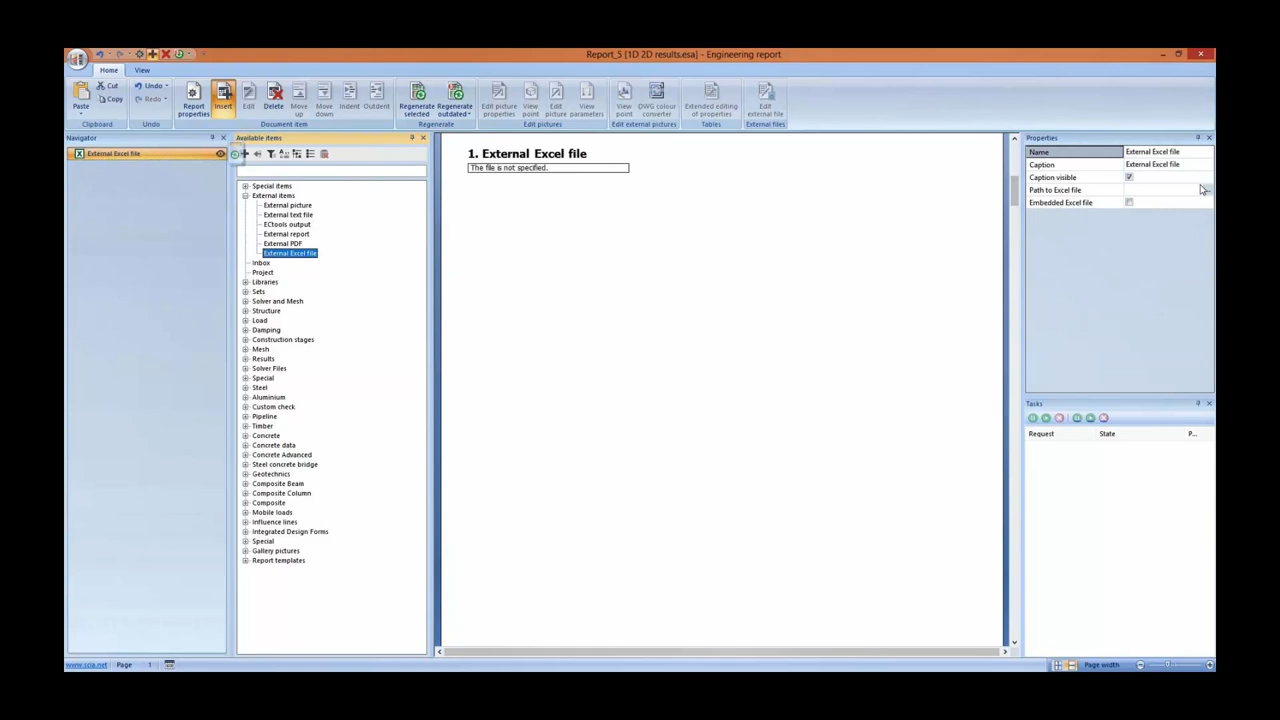 Report_5 [1D 2D results.esa] - Engineering report
Home View
Paste
Cut
Copy
Clipboard
Undo
Redo
Undo
Report properties
Insert
Edit
Delete
Move up
Move down
Indent
Outdent
Document item
Regenerate selected
Regenerate outdated
Regenerate
Edit picture properties
View point
Edit picture
View parameters
Edit pictures
View point
DWG colour converter
Edit external pictures
Extended editing of properties
Tables
Edit external file
External files
Navigator
External Excel file
Available items
Special items
External items
External picture
External text file
ECtools output
External report
External PDF
External Excel file
Inbox
Project
Libraries
Sets
Solver and Mesh
Structure
Load
Damping
Construction stages
Mesh
Results
Solver Files
Special
Steel
Aluminium
Custom check
Pipeline
Timber
Concrete
Concrete data
Concrete Advanced
Steel concrete bridge
Geotechnics
Composite Beam
Composite Column
Composite
Mobile loads
Influence lines
Integrated Design Forms
Special
Gallery pictures
Report templates
1. External Excel file
The file is not specified.
Properties
Name External Excel file
Caption External Excel file
Caption visible
Path to Excel file
Embedded Excel file
Tasks
Request State P...
www.scia.net Page 1
Page width